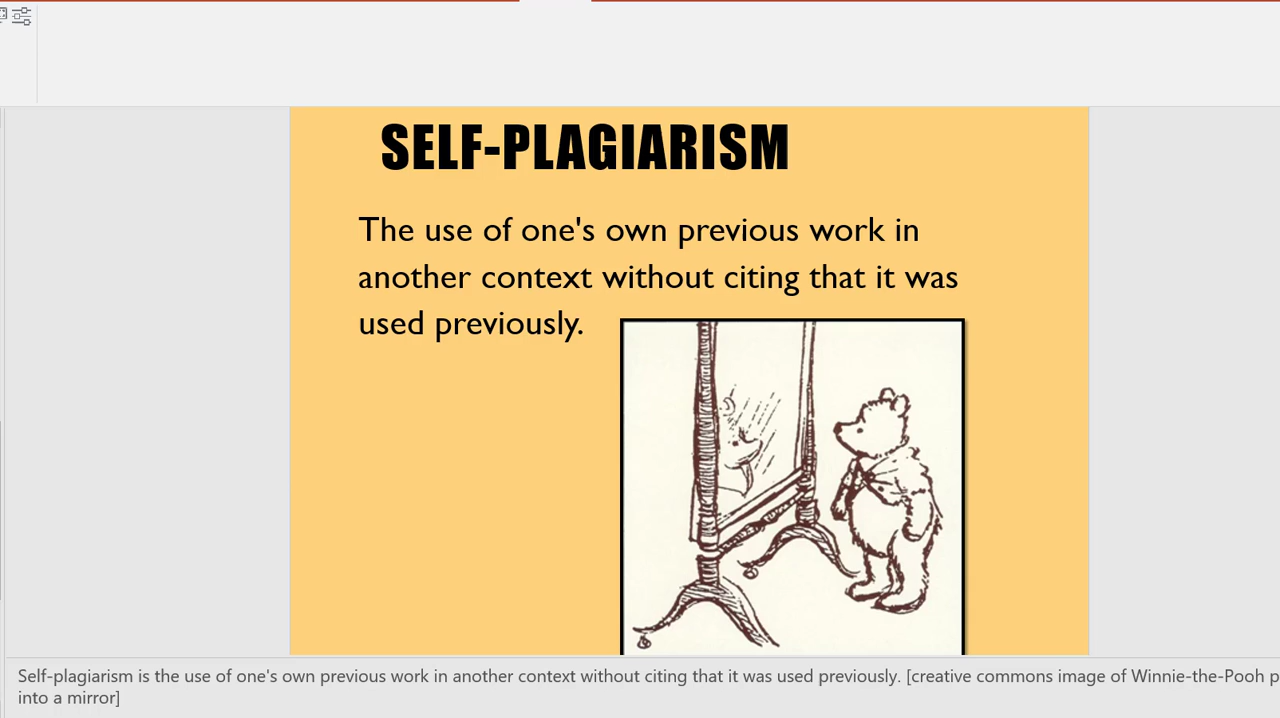 SELF-PLAGIARISM
The use of one's own previous work in
another context without citing that it was
used previously.
Self-plagiarism is the use of one's own previous work in another context without citing that it was used previously. [creative commons image of Winnie-the-Pooh p
into a mirror]